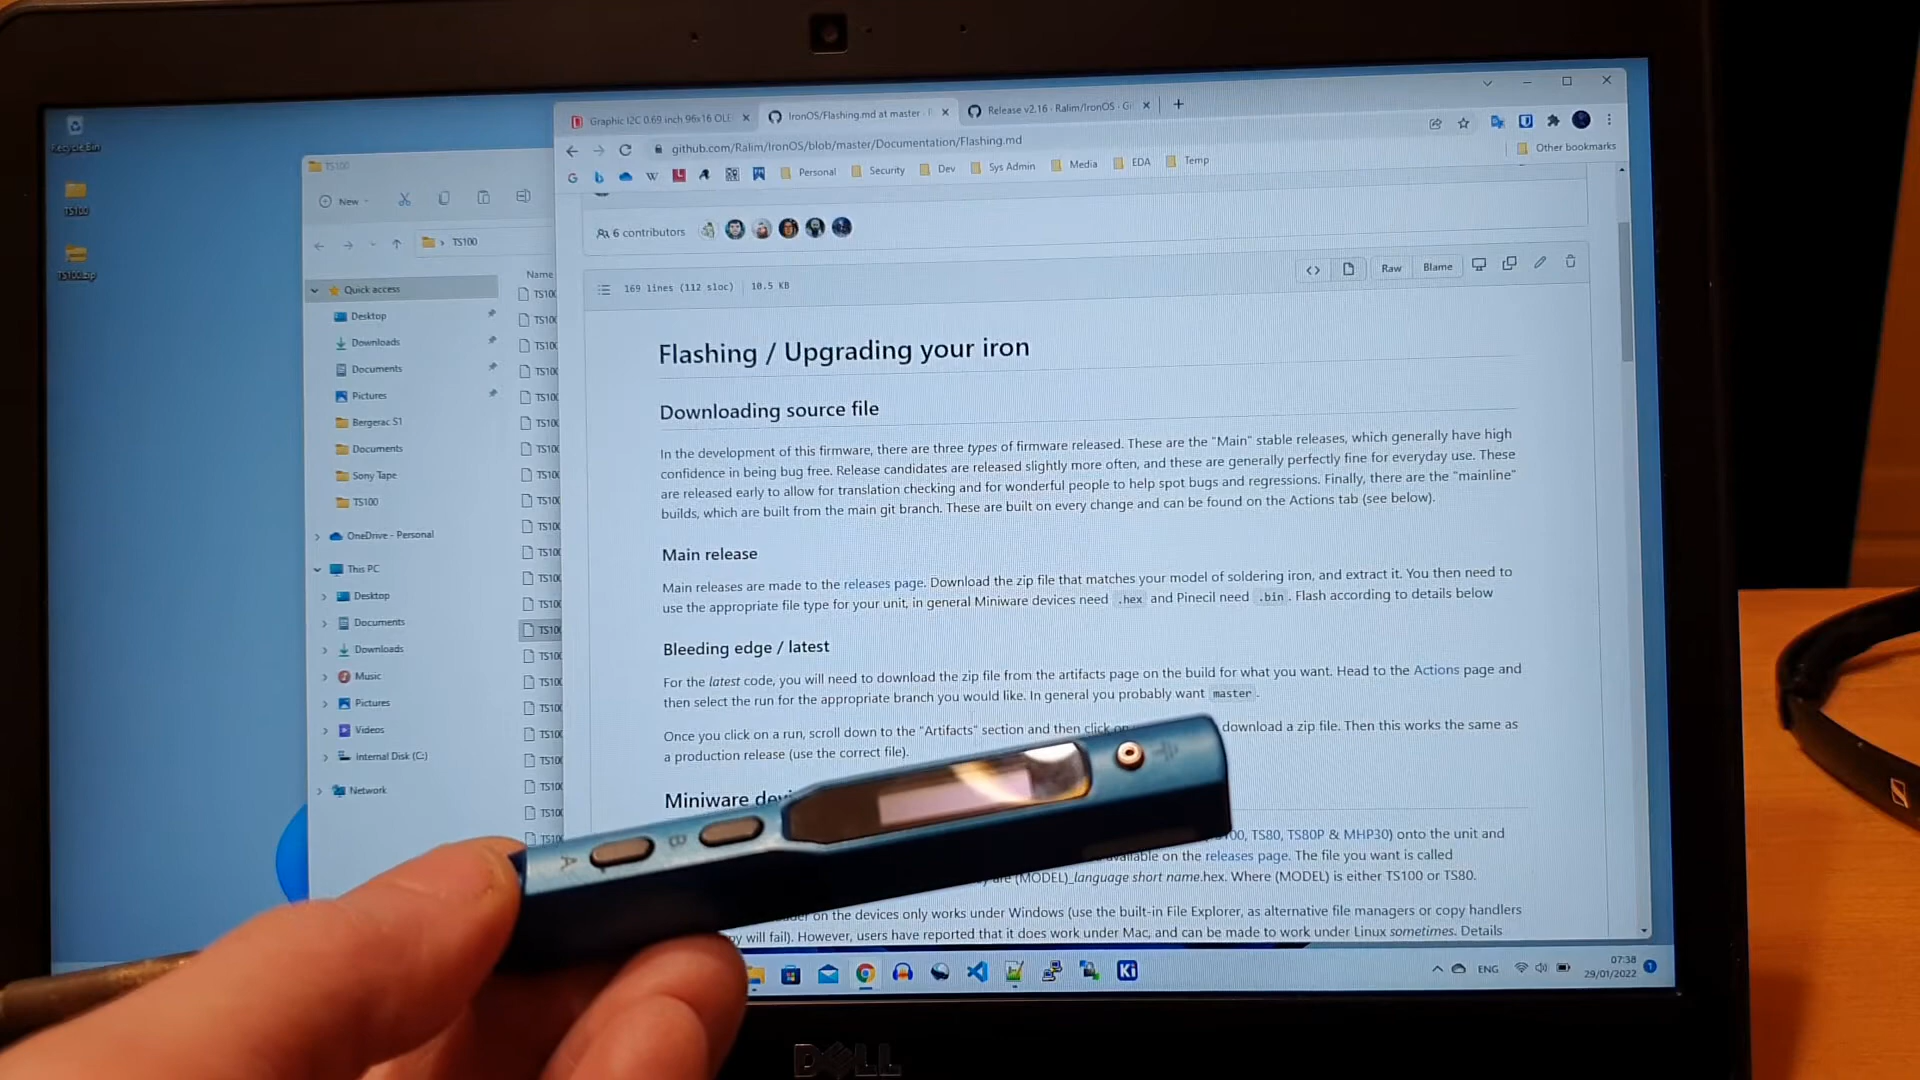 Recycle Bin
TS100
TS100.zip
TS100
New
TS100
Name
Quick access
Desktop
Downloads
Documents
Pictures
Bergerac S1
Documents
Sony Tape
TS100
OneDrive - Personal
This PC
Desktop
Documents
Downloads
Music
Pictures
Videos
Internal Disk (C:)
Network
Graphic I2C 0.69 inch 96x16 OLE
IronOS/Flashing.md at master ·
Release v2.16 · Ralim/IronOS · Gi
github.com/Ralim/IronOS/blob/master/Documentation/Flashing.md
Personal Security Dev Sys Admin Media EDA Temp Other bookmarks
6 contributors
169 lines (112 sloc) 10.5 KB
Raw Blame
Flashing / Upgrading your iron
Downloading source file
In the development of this firmware, there are three types of firmware released. These are the "Main" stable releases, which generally have high
confidence in being bug free. Release candidates are released slightly more often, and these are generally perfectly fine for everyday use. These
are released early to allow for translation checking and for wonderful people to help spot bugs and regressions. Finally, there are the "mainline"
builds, which are built from the main git branch. These are built on every change and can be found on the Actions tab (see below).
Main release
Main releases are made to the releases page. Download the zip file that matches your model of soldering iron, and extract it. You then need to
use the appropriate file type for your unit, in general Miniware devices need .hex and Pinecil need .bin . Flash according to details below
Bleeding edge / latest
For the latest code, you will need to download the zip file from the artifacts page on the build for what you want. Head to the Actions page and
then select the run for the appropriate branch you would like. In general you probably want master .
Once you click on a run, scroll down to the "Artifacts" section and then click on download a zip file. Then this works the same as
a production release (use the correct file).
Miniware devi
00, TS80, TS80P & MHP30) onto the unit and
available on the releases page. The file you want is called
(MODEL)_language short name.hex. Where (MODEL) is either TS100 or TS80.
on the devices only works under Windows (use the built-in File Explorer, as alternative file managers or copy handlers
py will fail). However, users have reported that it does work under Mac, and can be made to work under Linux sometimes. Details
A B
Ki
ENG
07:38
29/01/2022
1
DELL